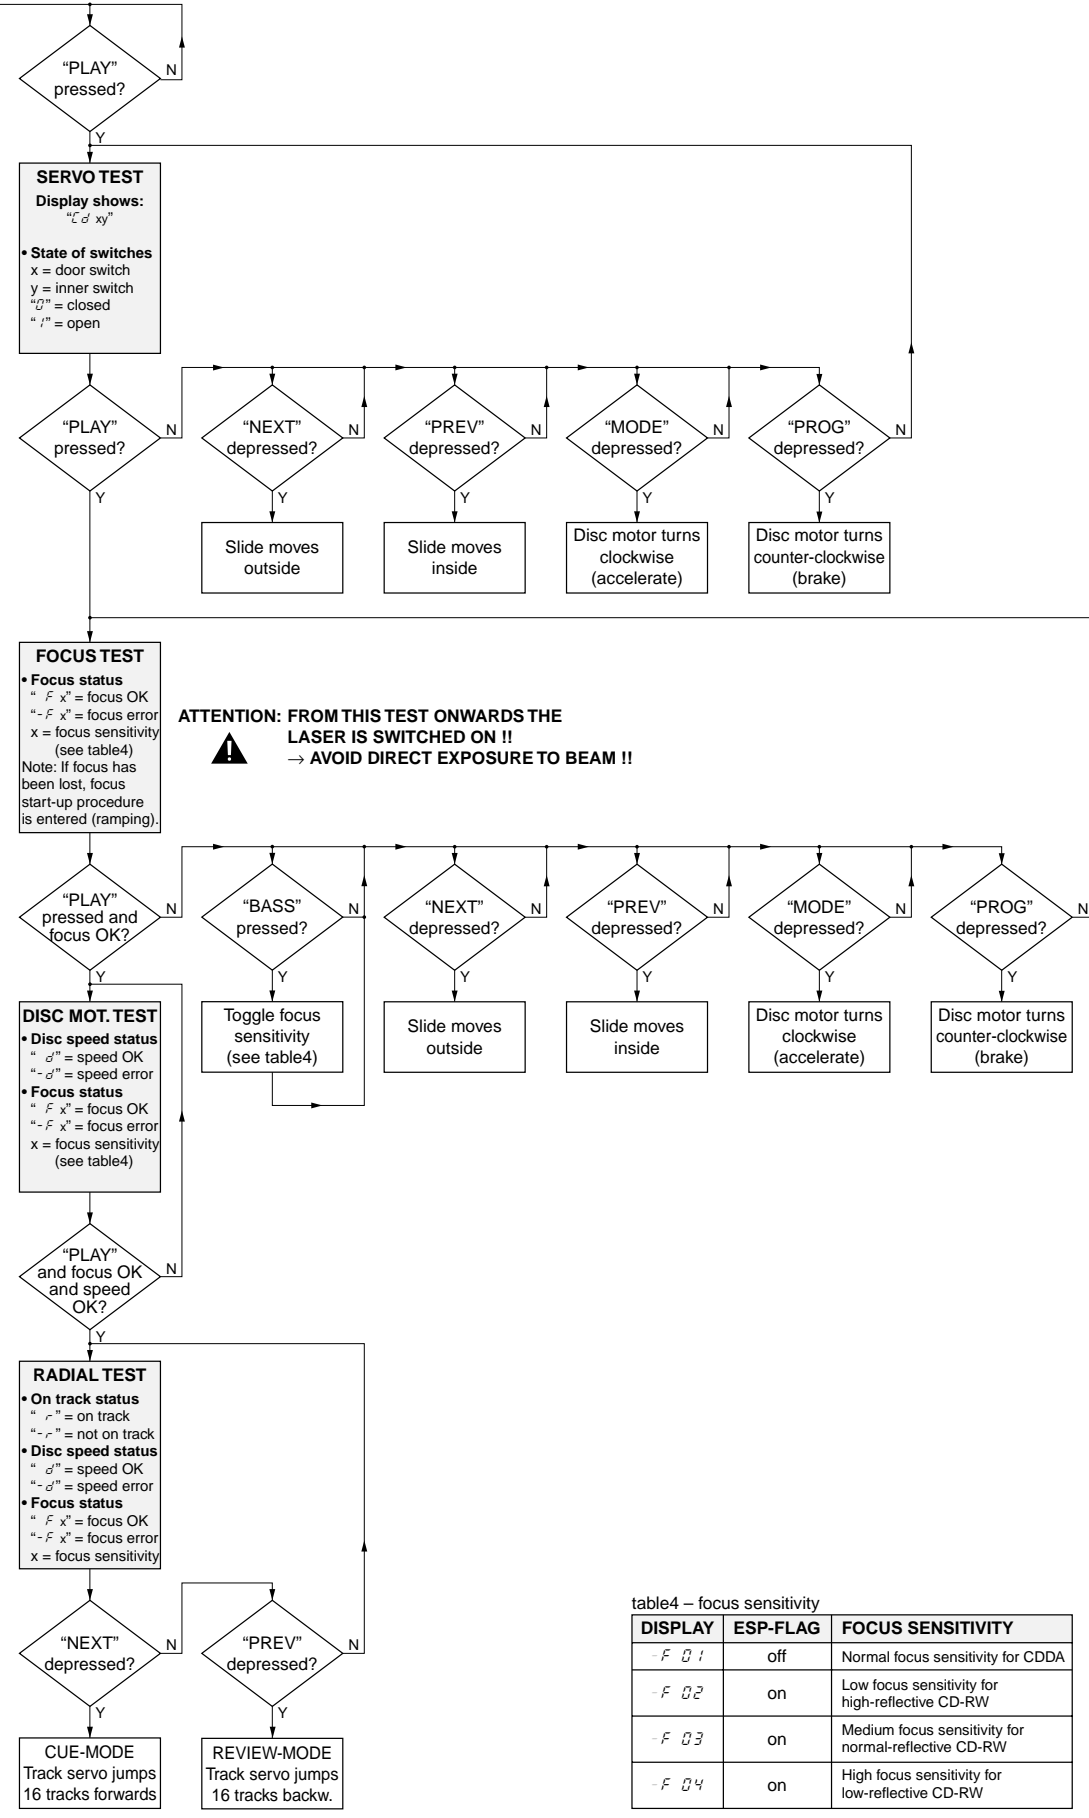 “PLAY”
pressed?
N
Y
SERVO TEST
Display shows:
“Cd xy”
• State of switches
x = door switch
y = inner switch
“0” = closed
“1” = open
“PLAY”
pressed?
N
Y
“NEXT”
depressed?
N
Y
“PREV”
depressed?
N
Y
“MODE”
depressed?
N
Y
“PROG”
depressed?
N
Y
Slide moves
outside
Slide moves
inside
Disc motor turns
clockwise
(accelerate)
Disc motor turns
counter-clockwise
(brake)
FOCUS TEST
• Focus status
“ F x” = focus OK
“-F x” = focus error
x = focus sensitivity
(see table4)
Note: If focus has
been lost, focus
start-up procedure
is entered (ramping).
ATTENTION: FROM THIS TEST ONWARDS THE
LASER IS SWITCHED ON !!
→ AVOID DIRECT EXPOSURE TO BEAM !!
“PLAY”
pressed and
focus OK?
N
Y
“BASS”
pressed?
N
Y
“NEXT”
depressed?
N
Y
“PREV”
depressed?
N
Y
“MODE”
depressed?
N
Y
“PROG”
depressed?
N
Y
Toggle focus
sensitivity
(see table4)
Slide moves
outside
Slide moves
inside
Disc motor turns
clockwise
(accelerate)
Disc motor turns
counter-clockwise
(brake)
DISC MOT. TEST
• Disc speed status
“ d” = speed OK
“-d” = speed error
• Focus status
“ F x” = focus OK
“-F x” = focus error
x = focus sensitivity
(see table4)
“PLAY”
and focus OK
and speed
OK?
N
Y
RADIAL TEST
• On track status
“ r” = on track
“-r” = not on track
• Disc speed status
“ d” = speed OK
“-d” = speed error
• Focus status
“ F x” = focus OK
“-F x” = focus error
x = focus sensitivity
“NEXT”
depressed?
N
Y
“PREV”
depressed?
N
Y
CUE-MODE
Track servo jumps
16 tracks forwards
REVIEW-MODE
Track servo jumps
16 tracks backw.
table4 – focus sensitivity
DISPLAY ESP-FLAG FOCUS SENSITIVITY
-F 01 off Normal focus sensitivity for CDDA
-F 02 on Low focus sensitivity for
high-reflective CD-RW
-F 03 on Medium focus sensitivity for
normal-reflective CD-RW
-F 04 on High focus sensitivity for
low-reflective CD-RW